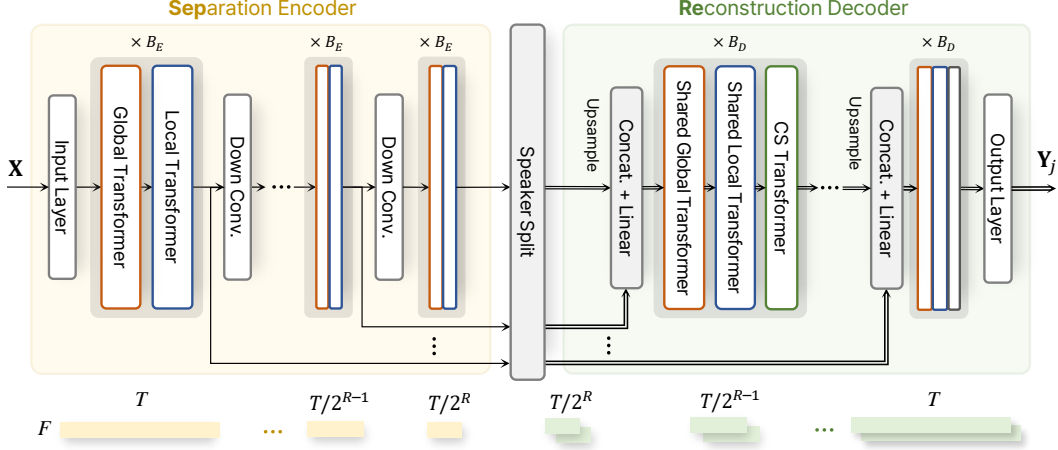 Separation Encoder
Reconstruction Decoder
× B_E
× B_E
× B_E
× B_D
× B_D
X
Input Layer
Global Transformer
Local Transformer
Down Conv.
...
Down Conv.
Speaker Split
Upsample
Concat. + Linear
Shared Global Transformer
Shared Local Transformer
CS Transformer
...
Upsample
Concat. + Linear
Output Layer
Y_j
...
...
T
T/2^{R-1}
T/2^R
T/2^R
T/2^{R-1}
T
F
...
...